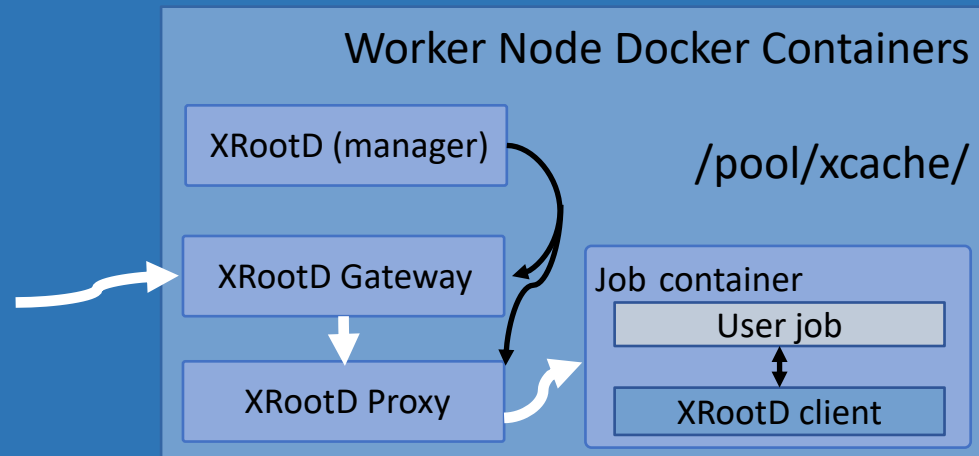 Worker Node Docker Containers
XRootD (manager)
/pool/xcache/
XRootD Gateway
Job container
User job
XRootD Proxy
XRootD client